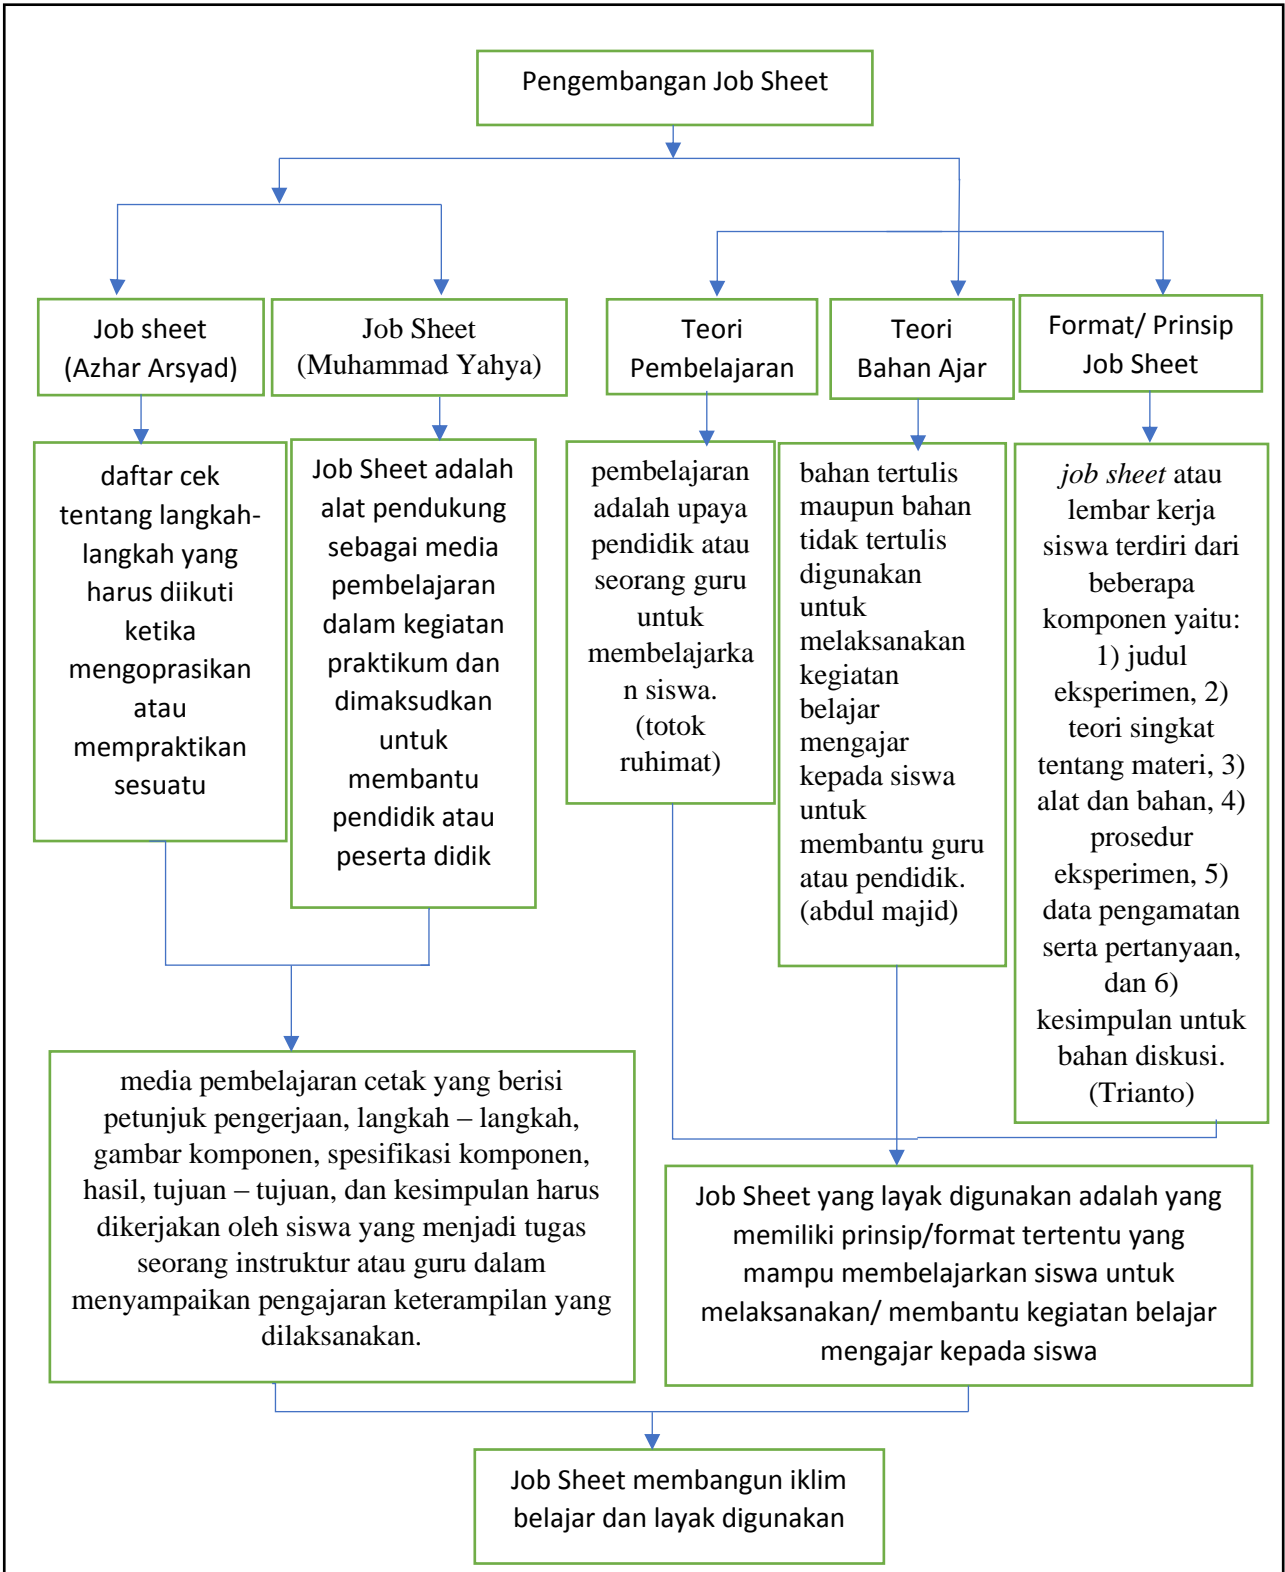 Pengembangan Job Sheet
Job sheet
(Azhar Arsyad)
Job Sheet
(Muhammad Yahya)
Teori
Pembelajaran
Teori
Bahan Ajar
Format/ Prinsip
Job Sheet
daftar cek
tentang langkah-
langkah yang
harus diikuti
ketika
mengoprasikan
atau
mempraktikan
sesuatu
Job Sheet adalah
alat pendukung
sebagai media
pembelajaran
dalam kegiatan
praktikum dan
dimaksudkan
untuk
membantu
pendidik atau
peserta didik
pembelajaran
adalah upaya
pendidik atau
seorang guru
untuk
membelajarka
n siswa.
(totok
ruhimat)
bahan tertulis
maupun bahan
tidak tertulis
digunakan
untuk
melaksanakan
kegiatan
belajar
mengajar
kepada siswa
untuk
membantu guru
atau pendidik.
(abdul majid)
job sheet atau
lembar kerja
siswa terdiri dari
beberapa
komponen yaitu:
1) judul
eksperimen, 2)
teori singkat
tentang materi, 3)
alat dan bahan, 4)
prosedur
eksperimen, 5)
data pengamatan
serta pertanyaan,
dan 6)
kesimpulan untuk
bahan diskusi.
(Trianto)
media pembelajaran cetak yang berisi
petunjuk pengerjaan, langkah – langkah,
gambar komponen, spesifikasi komponen,
hasil, tujuan – tujuan, dan kesimpulan harus
dikerjakan oleh siswa yang menjadi tugas
seorang instruktur atau guru dalam
menyampaikan pengajaran keterampilan yang
dilaksanakan.
Job Sheet yang layak digunakan adalah yang
memiliki prinsip/format tertentu yang
mampu membelajarkan siswa untuk
melaksanakan/ membantu kegiatan belajar
mengajar kepada siswa
Job Sheet membangun iklim
belajar dan layak digunakan